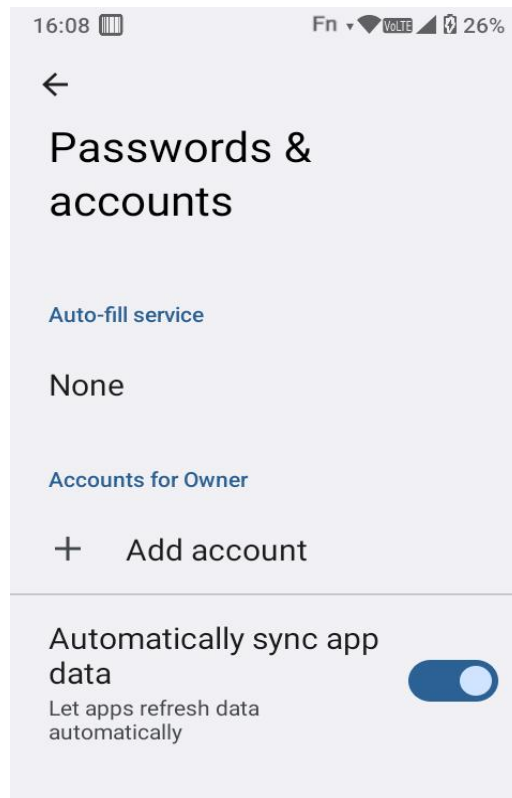 16:08 Fn VoLTE 26%
Passwords &
accounts
Auto-fill service
None
Accounts for Owner
+ Add account
Automatically sync app
data
Let apps refresh data
automatically